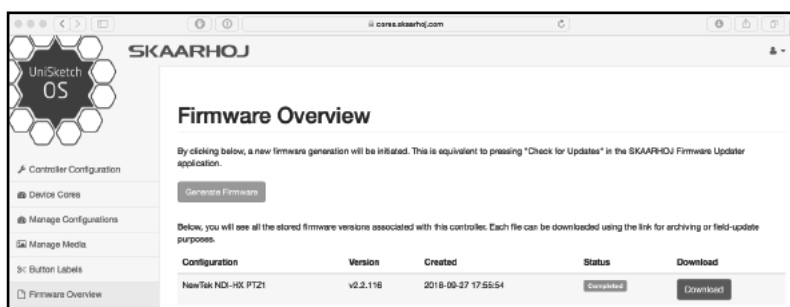 cores.skaarhoj.com
UniSketch
OS
SKAARHOJ
Controller Configuration
Device Cores
Manage Configurations
Manage Media
Button Labels
Firmware Overview
Firmware Overview
By clicking below, a new firmware generation will be initiated. This is equivalent to pressing "Check for Updates" in the SKAARHOJ Firmware Updater
application.
Generate Firmware
Below, you will see all the stored firmware versions associated with this controller. Each file can be downloaded using the link for archiving or field-update
purposes.
Configuration Version Created Status Download
NewTek NDI-HX PTZ1 v2.2.116 2018-09-27 17:55:54 Completed Download